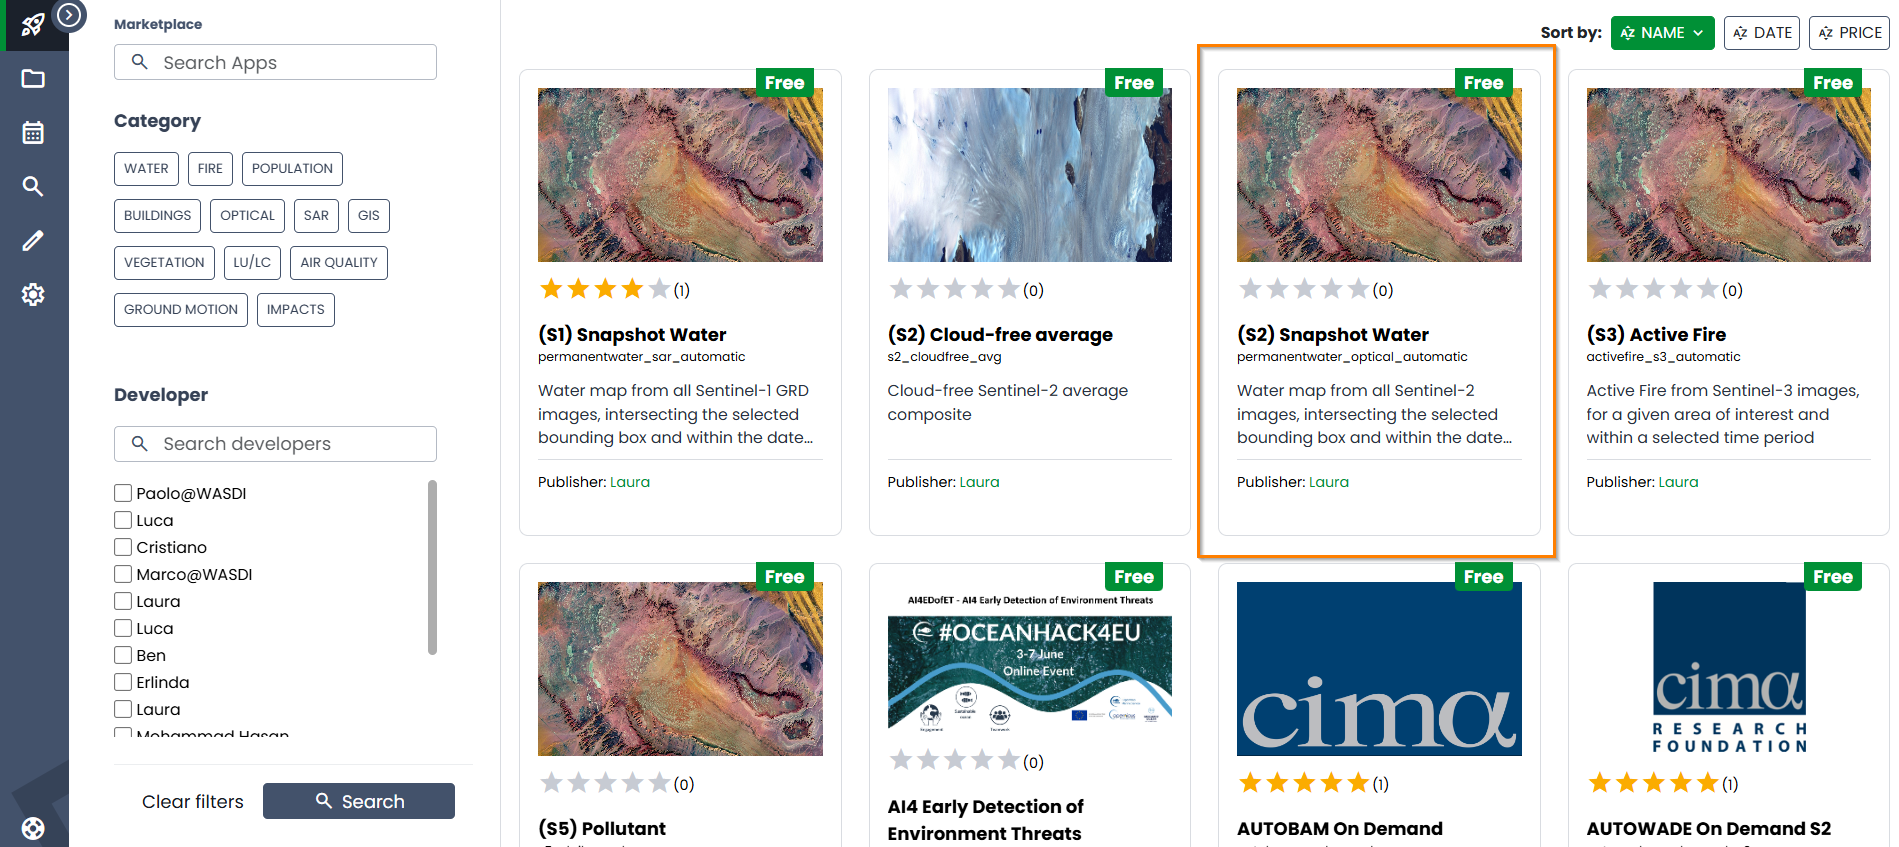 Marketplace
Search Apps
Category
WATER
FIRE
POPULATION
BUILDINGS
OPTICAL
SAR
GIS
VEGETATION
LU/LC
AIR QUALITY
GROUND MOTION
IMPACTS
Developer
Search developers
Paolo@WASDI
Luca
Cristiano
Marco@WASDI
Laura
Luca
Ben
Erlinda
Laura
Mohammad Hasan
Clear filters
Search
Sort by:
NAME
DATE
PRICE
Free
(1)
(S1) Snapshot Water
permanentwater_sar_automatic
Water map from all Sentinel-1 GRD
images, intersecting the selected
bounding box and within the date...
Publisher: Laura
Free
(0)
(S2) Cloud-free average
s2_cloudfree_avg
Cloud-free Sentinel-2 average
composite
Publisher: Laura
Free
(0)
(S2) Snapshot Water
permanentwater_optical_automatic
Water map from all Sentinel-2
images, intersecting the selected
bounding box and within the date...
Publisher: Laura
Free
(0)
(S3) Active Fire
activefire_s3_automatic
Active Fire from Sentinel-3 images,
for a given area of interest and
within a selected time period
Publisher: Laura
Free
(0)
(S5) Pollutant
Free
AI4EDofET - AI4 Early Detection of Environment Threats
#OCEANHACK4EU
3-7 June
Online Event
(0)
AI4 Early Detection of
Environment Threats
Free
cima
(1)
AUTOBAM On Demand
Free
cima
RESEARCH
FOUNDATION
(1)
AUTOWADE On Demand S2